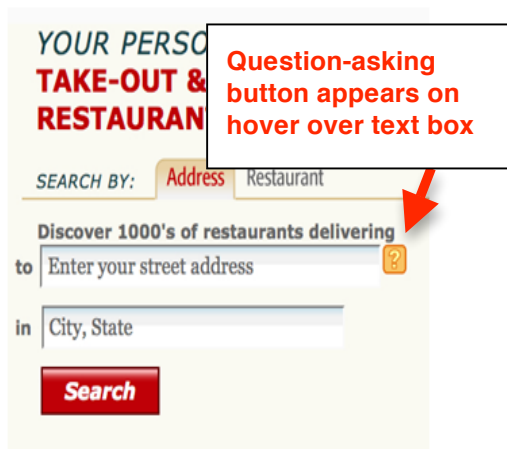 YOUR PERSO
TAKE-OUT &
RESTAURAN
Question-asking
button appears on
hover over text box
SEARCH BY: Address Restaurant
Discover 1000's of restaurants delivering
to Enter your street address ?
in City, State
Search